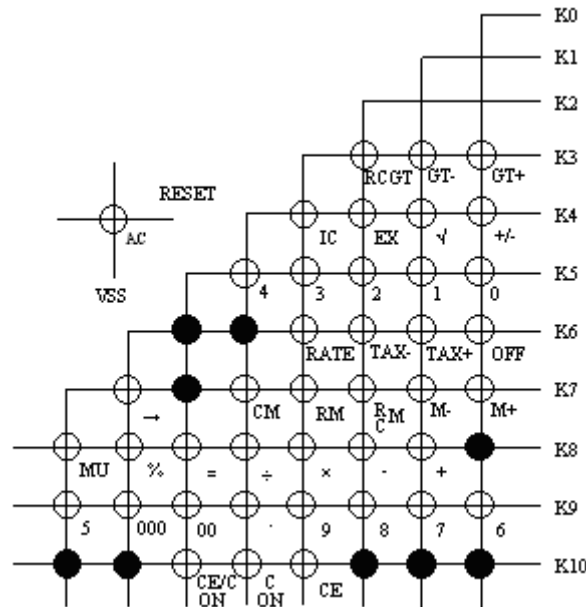 K0
K1
K2
K3
RCGT GT- GT+
RESET
K4
AC
IC EX √ +/-
K5
VSS
4 3 2 1 0
K6
RATE TAX- TAX+ OFF
K7
→ CM RM RCM M- M+
K8
MU % = ÷ × - +
K9
5 000 00 . 9 8 7 6
K10
CE/C C CE
ON ON